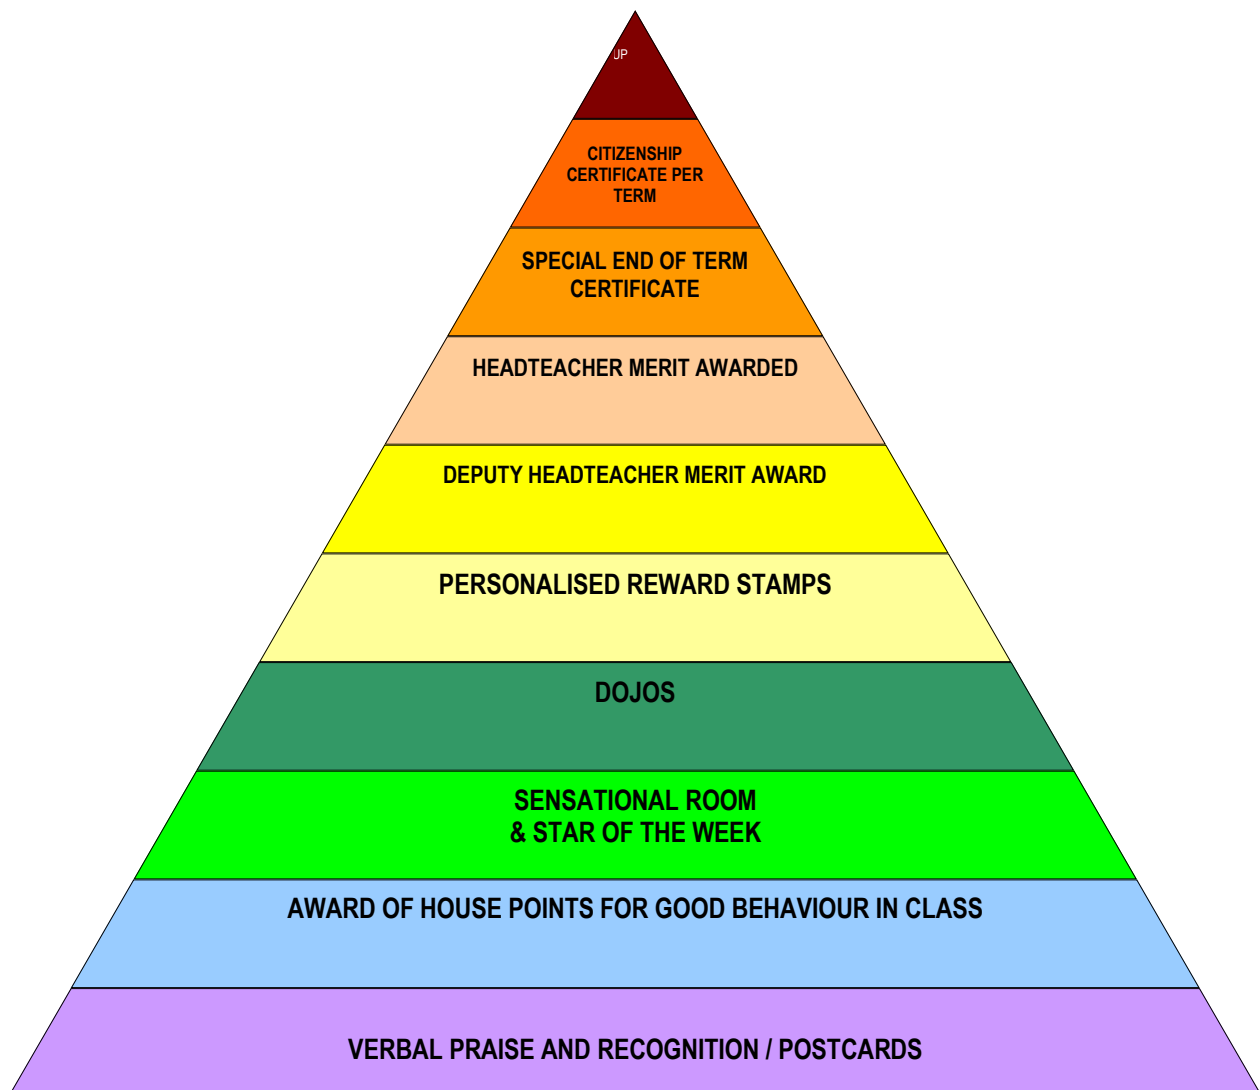 UP
CITIZENSHIP
CERTIFICATE PER
TERM
SPECIAL END OF TERM
CERTIFICATE
HEADTEACHER MERIT AWARDED
DEPUTY HEADTEACHER MERIT AWARD
PERSONALISED REWARD STAMPS
DOJOS
SENSATIONAL ROOM
& STAR OF THE WEEK
AWARD OF HOUSE POINTS FOR GOOD BEHAVIOUR IN CLASS
VERBAL PRAISE AND RECOGNITION / POSTCARDS